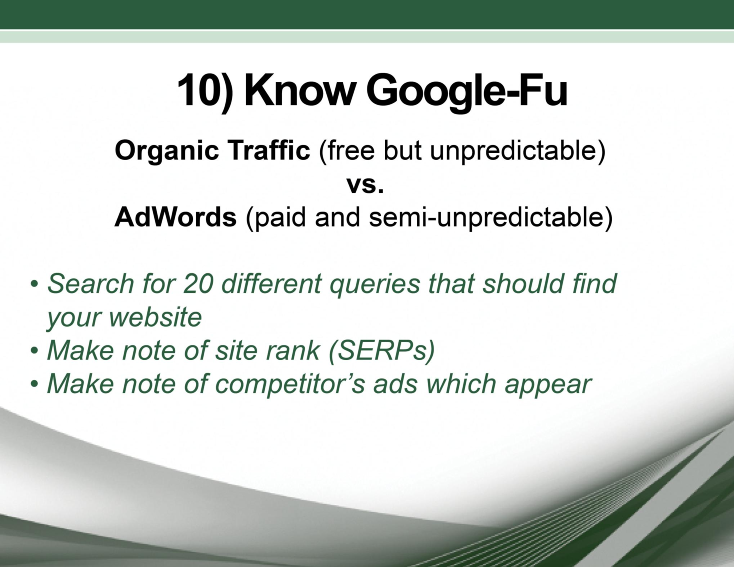 10) Know Google-Fu
Organic Traffic (free but unpredictable)
vs.
AdWords (paid and semi-unpredictable)
• Search for 20 different queries that should find
your website
• Make note of site rank (SERPs)
• Make note of competitor’s ads which appear